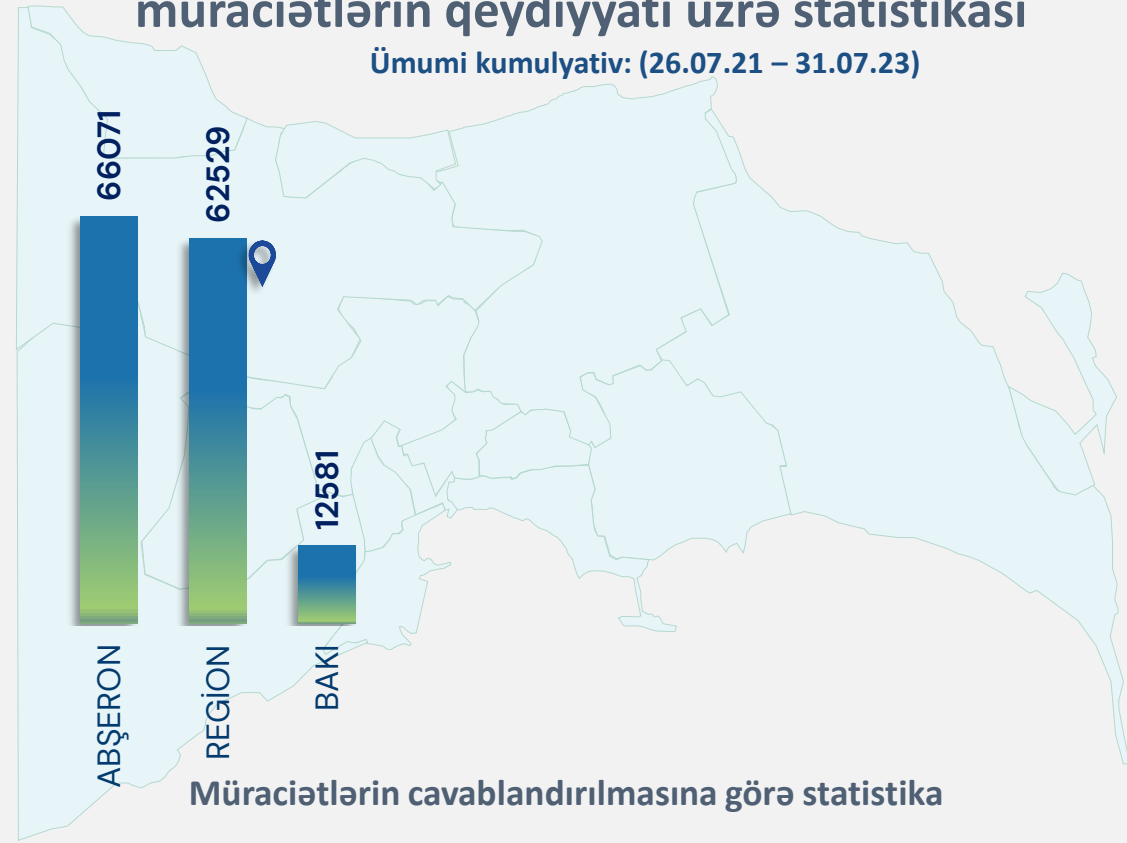 müraciətlərin qeydiyyatı üzrə statistikası
Ümumi kumulyativ: (26.07.21 – 31.07.23)
66071
62529
12581
ABŞERON
REGİON
BAKI
Müraciətlərin cavablandırılmasına görə statistika